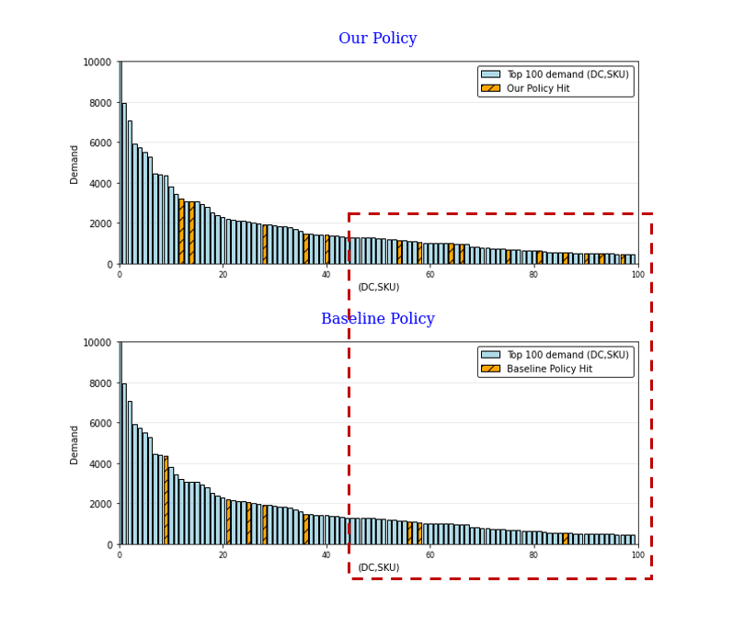 Our Policy
10000
8000
6000
4000
2000
0
Demand
Top 100 demand (DC,SKU)
Our Policy Hit
0 20 40 60 80 100
(DC,SKU)
Baseline Policy
10000
8000
6000
4000
2000
0
Demand
Top 100 demand (DC,SKU)
Baseline Policy Hit
0 20 40 60 80 100
(DC,SKU)